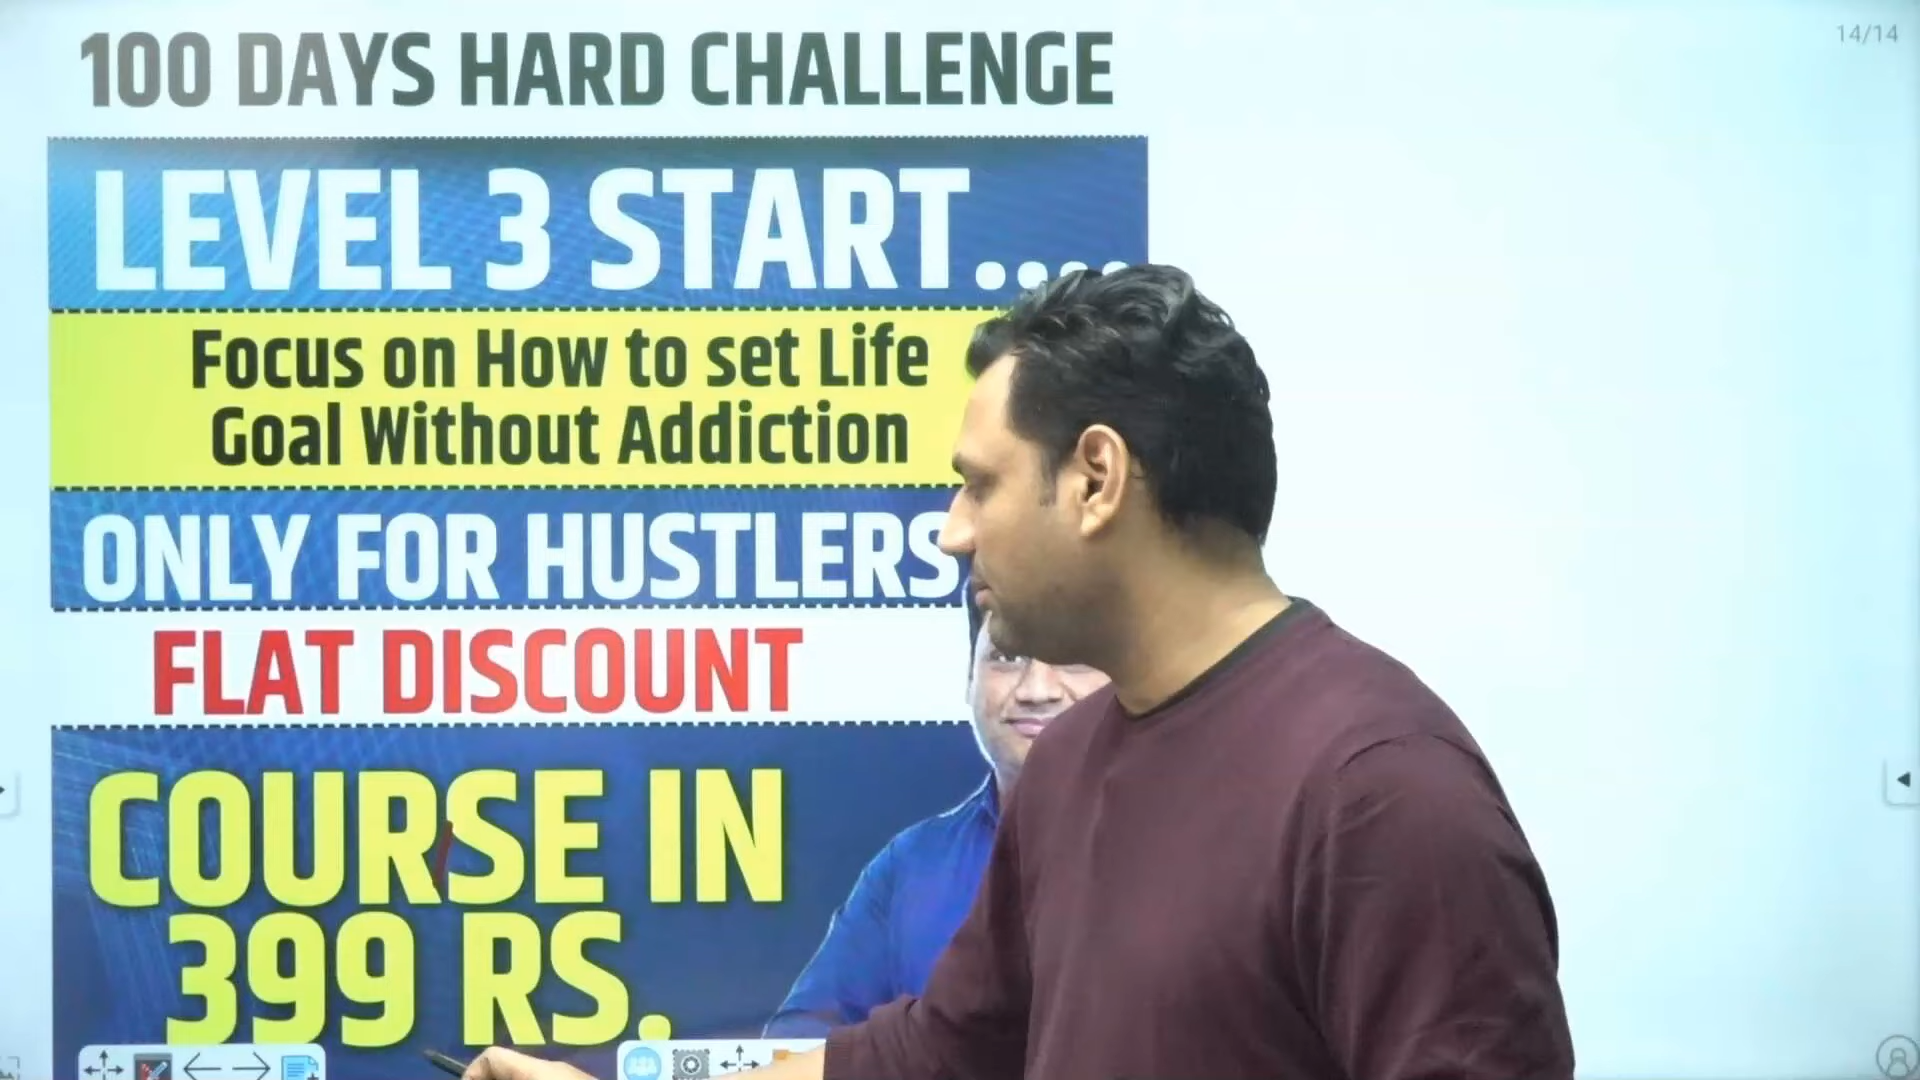 14/14
100 DAYS HARD CHALLENGE
LEVEL 3 START....
Focus on How to set Life
Goal Without Addiction
ONLY FOR HUSTLERS
FLAT DISCOUNT
COURSE IN
399 RS.